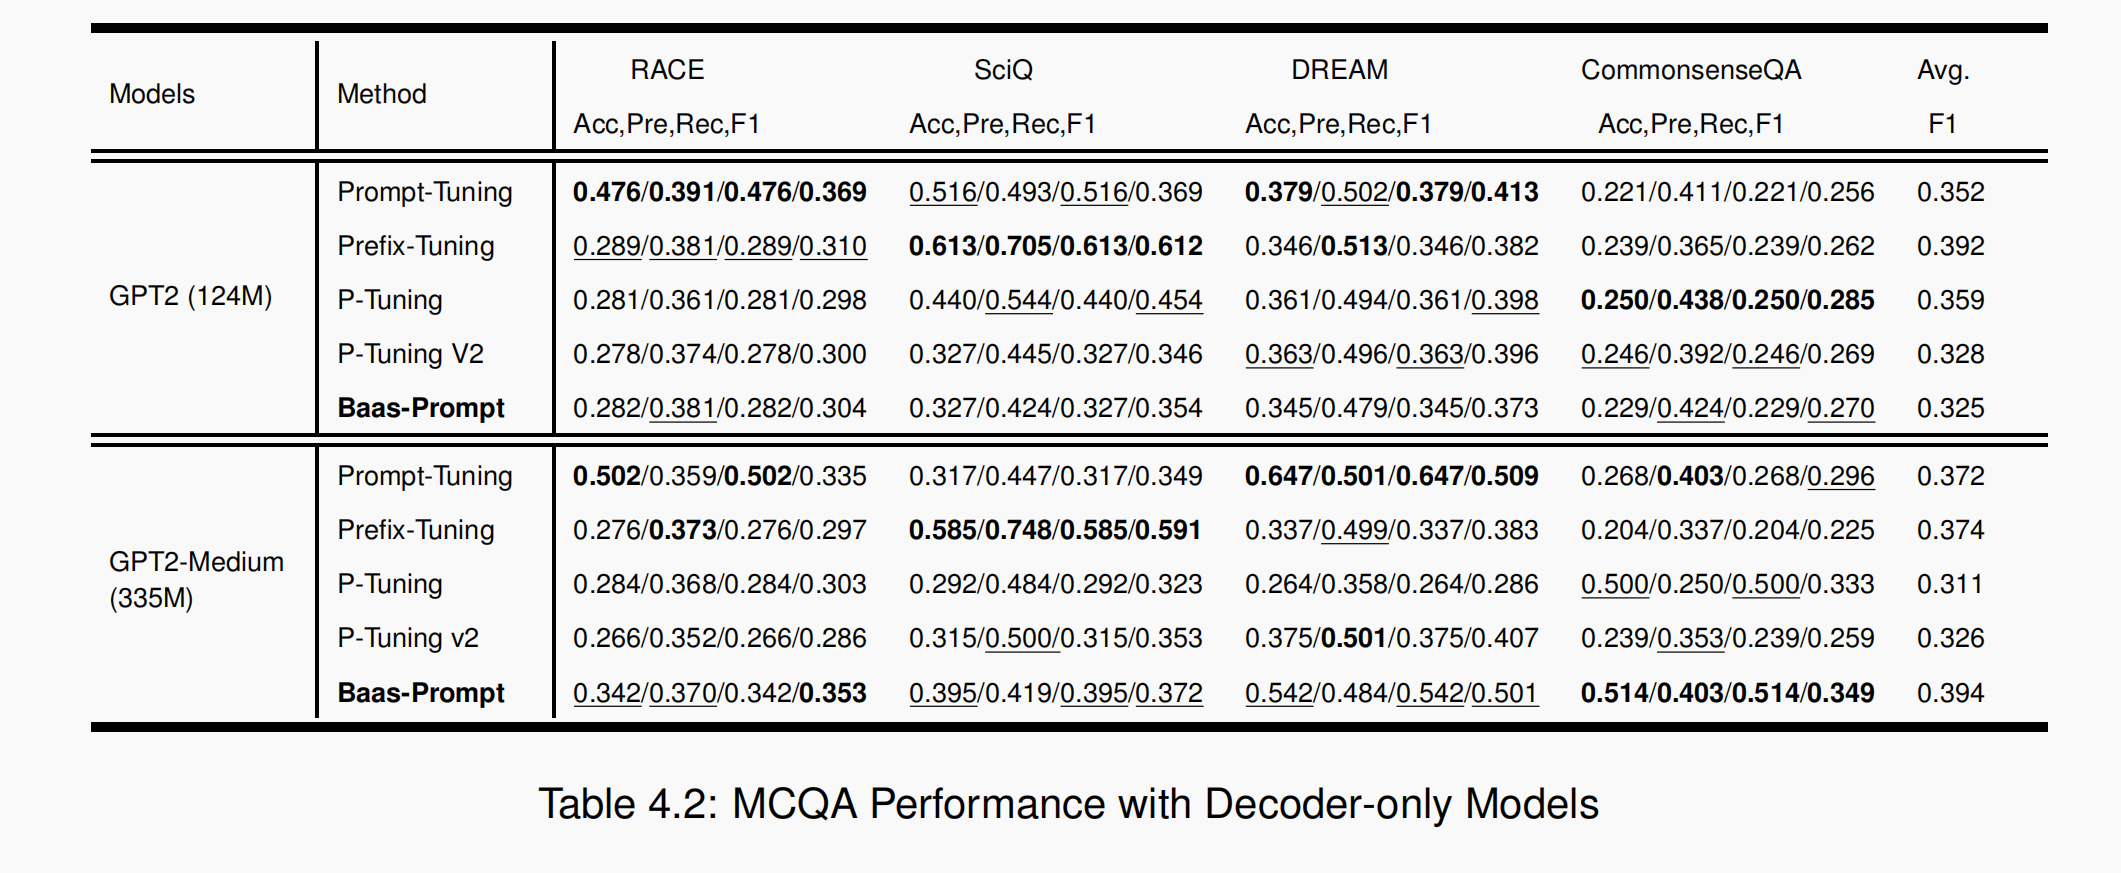 Models Method RACE SciQ DREAM CommonsenseQA Avg.
Acc,Pre,Rec,F1 Acc,Pre,Rec,F1 Acc,Pre,Rec,F1 Acc,Pre,Rec,F1 F1
Prompt-Tuning 0.476/0.391/0.476/0.369 0.516/0.493/0.516/0.369 0.379/0.502/0.379/0.413 0.221/0.411/0.221/0.256 0.352
Prefix-Tuning 0.289/0.381/0.289/0.310 0.613/0.705/0.613/0.612 0.346/0.513/0.346/0.382 0.239/0.365/0.239/0.262 0.392
GPT2 (124M) P-Tuning 0.281/0.361/0.281/0.298 0.440/0.544/0.440/0.454 0.361/0.494/0.361/0.398 0.250/0.438/0.250/0.285 0.359
P-Tuning V2 0.278/0.374/0.278/0.300 0.327/0.445/0.327/0.346 0.363/0.496/0.363/0.396 0.246/0.392/0.246/0.269 0.328
Baas-Prompt 0.282/0.381/0.282/0.304 0.327/0.424/0.327/0.354 0.345/0.479/0.345/0.373 0.229/0.424/0.229/0.270 0.325
Prompt-Tuning 0.502/0.359/0.502/0.335 0.317/0.447/0.317/0.349 0.647/0.501/0.647/0.509 0.268/0.403/0.268/0.296 0.372
Prefix-Tuning 0.276/0.373/0.276/0.297 0.585/0.748/0.585/0.591 0.337/0.499/0.337/0.383 0.204/0.337/0.204/0.225 0.374
GPT2-Medium
(335M)
P-Tuning 0.284/0.368/0.284/0.303 0.292/0.484/0.292/0.323 0.264/0.358/0.264/0.286 0.500/0.250/0.500/0.333 0.311
P-Tuning v2 0.266/0.352/0.266/0.286 0.315/0.500/0.315/0.353 0.375/0.501/0.375/0.407 0.239/0.353/0.239/0.259 0.326
Baas-Prompt 0.342/0.370/0.342/0.353 0.395/0.419/0.395/0.372 0.542/0.484/0.542/0.501 0.514/0.403/0.514/0.349 0.394
Table 4.2: MCQA Performance with Decoder-only Models